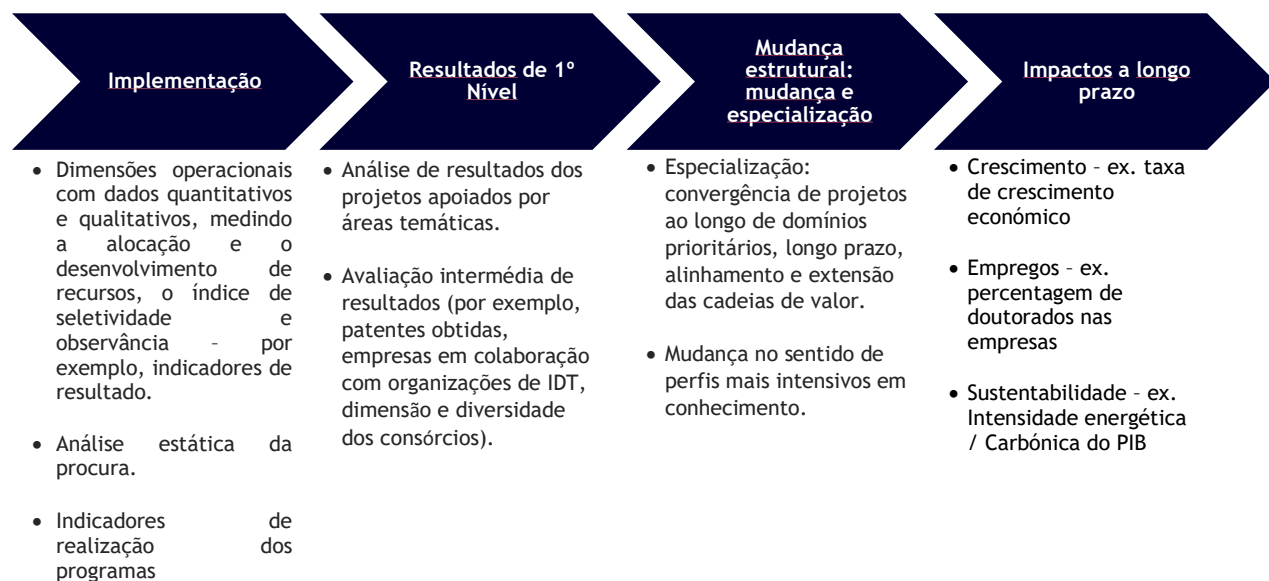 Implementação
Resultados de 1º
Nível
Mudança
estrutural:
mudança e
especialização
Impactos a longo
prazo
• Dimensões operacionais
com dados quantitativos
e qualitativos, medindo
a alocação e o
desenvolvimento de
recursos, o índice de
seletividade e
observância – por
exemplo, indicadores de
resultado.
• Análise estática da
procura.
• Indicadores de
realização dos
programas
• Análise de resultados dos
projetos apoiados por
áreas temáticas.
• Avaliação intermédia de
resultados (por exemplo,
patentes obtidas,
empresas em colaboração
com organizações de IDT,
dimensão e diversidade
dos consórcios).
• Especialização:
convergência de projetos
ao longo de domínios
prioritários, longo prazo,
alinhamento e extensão
das cadeias de valor.
• Mudança no sentido de
perfis mais intensivos em
conhecimento.
• Crescimento – ex. taxa
de crescimento
económico
• Empregos – ex.
percentagem de
doutorados nas
empresas
• Sustentabilidade – ex.
Intensidade energética
/ Carbónica do PIB